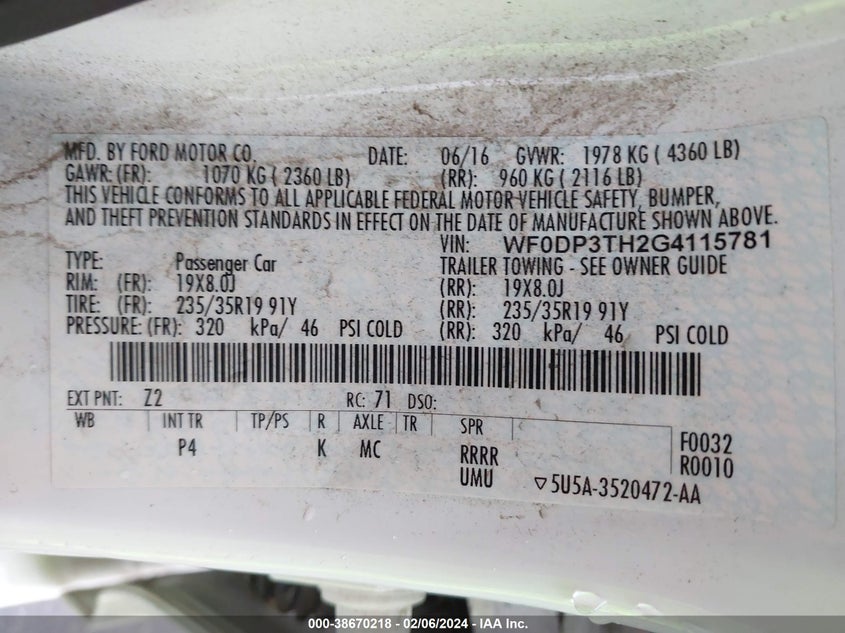 MFD. BY FORD MOTOR CO. DATE: 06/16 GVWR: 1978 KG ( 4360 LB)
GAWR: (FR): 1070 KG ( 2360 LB) (RR): 960 KG ( 2116 LB)
THIS VEHICLE CONFORMS TO ALL APPLICABLE FEDERAL MOTOR VEHICLE SAFETY, BUMPER,
AND THEFT PREVENTION STANDARDS IN EFFECT ON THE DATE OF MANUFACTURE SHOWN ABOVE.
VIN: WF0DP3TH2G4115781
TYPE: Passenger Car TRAILER TOWING - SEE OWNER GUIDE
RIM: (FR): 19X8.0J (RR): 19X8.0J
TIRE: (FR): 235/35R19 91Y (RR): 235/35R19 91Y
PRESSURE: (FR): 320 kPa/ 46 PSI COLD (RR): 320 kPa/ 46 PSI COLD
EXT PNT: Z2 RC: 71 DSO:
WB INT TR TP/PS R AXLE TR SPR
P4 K MC RRRR F0032
UMU R0010
▽5U5A-3520472-AA
000-38670218 - 02/06/2024 - IAA Inc.